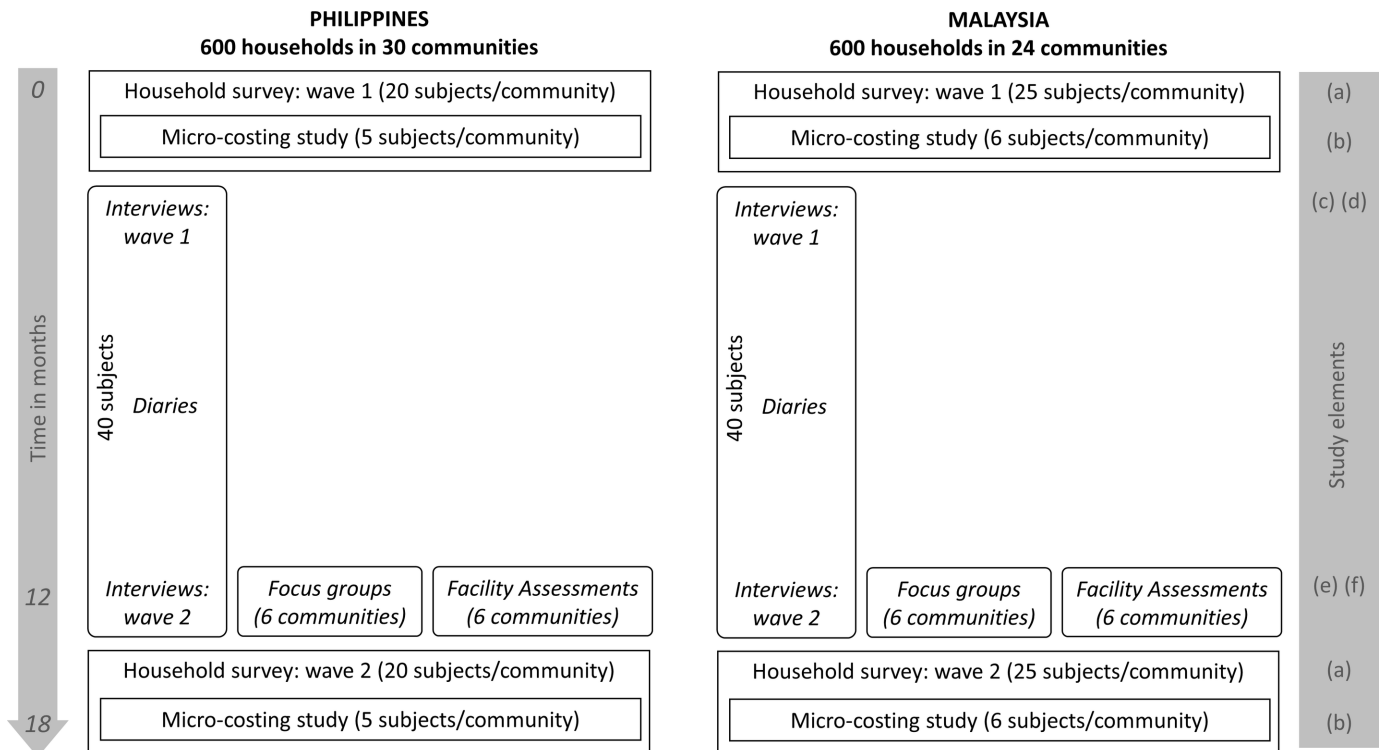 PHILIPPINES
600 households in 30 communities
MALAYSIA
600 households in 24 communities
Time in months
0
12
18
Household survey: wave 1 (20 subjects/community)
Micro-costing study (5 subjects/community)
Interviews:
wave 1
40 subjects
Diaries
Interviews:
wave 2
Focus groups
(6 communities)
Facility Assessments
(6 communities)
Household survey: wave 2 (20 subjects/community)
Micro-costing study (5 subjects/community)
Household survey: wave 1 (25 subjects/community)
Micro-costing study (6 subjects/community)
Interviews:
wave 1
40 subjects
Diaries
Interviews:
wave 2
Focus groups
(6 communities)
Facility Assessments
(6 communities)
Household survey: wave 2 (25 subjects/community)
Micro-costing study (6 subjects/community)
(a)
(b)
(c) (d)
Study elements
(e) (f)
(a)
(b)